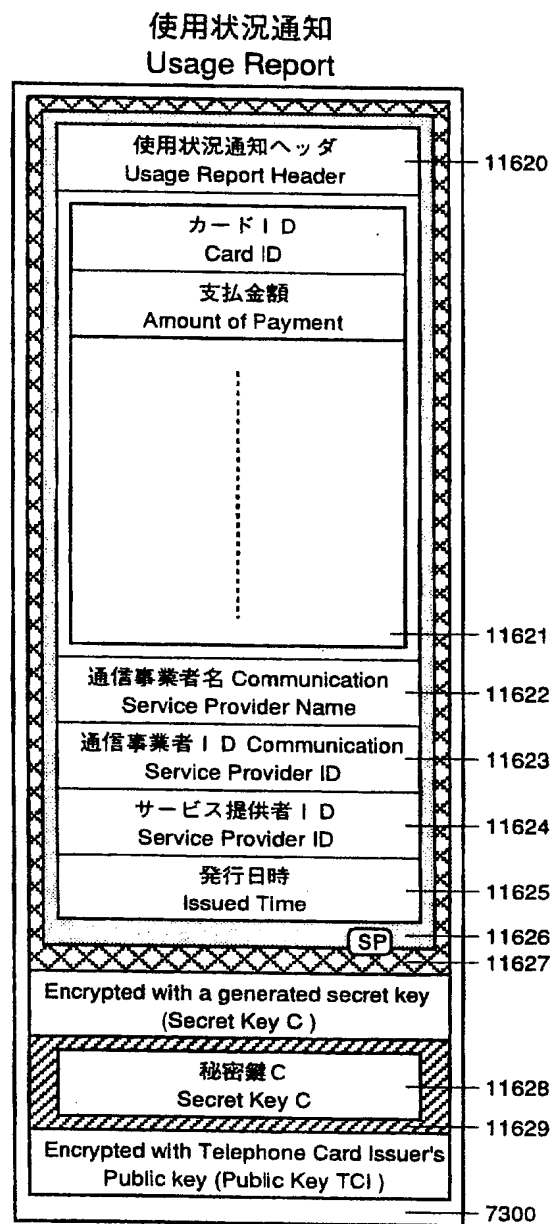 使用状況通知
Usage Report
使用状況通知ヘッダ
Usage Report Header
11620
カードＩＤ
Card ID
支払金額
Amount of Payment
11621
通信事業者名 Communication
Service Provider Name
11622
通信事業者ＩＤ Communication
Service Provider ID
11623
サービス提供者ＩＤ
Service Provider ID
11624
発行日時
Issued Time
11625
SP
11626
11627
Encrypted with a generated secret key
(Secret Key C )
秘密鍵C
Secret Key C
11628
11629
Encrypted with Telephone Card Issuer's
Public key (Public Key TCI )
7300